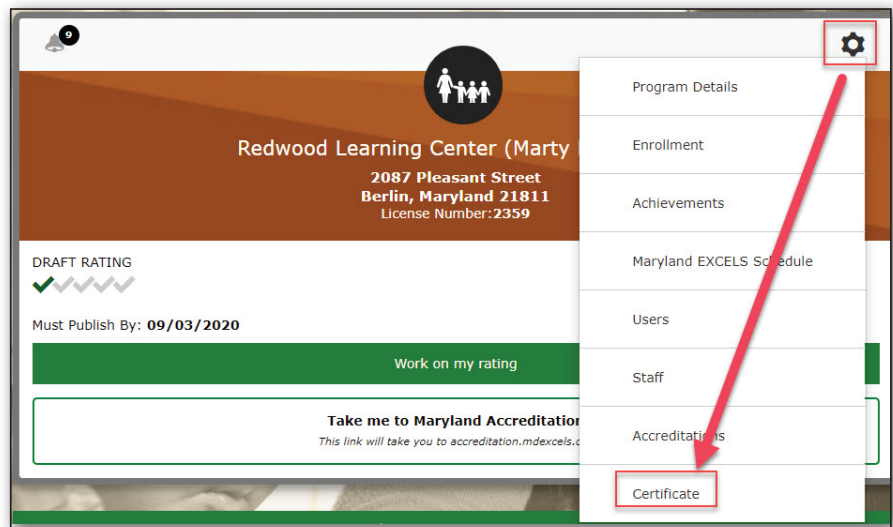 9
Redwood Learning Center (Marty
2087 Pleasant Street
Berlin, Maryland 21811
License Number:2359
DRAFT RATING
Must Publish By: 09/03/2020
Work on my rating
Take me to Maryland Accreditation
This link will take you to accreditation.mdexcels.
Program Details
Enrollment
Achievements
Maryland EXCELS Schedule
Users
Staff
Accreditations
Certificate